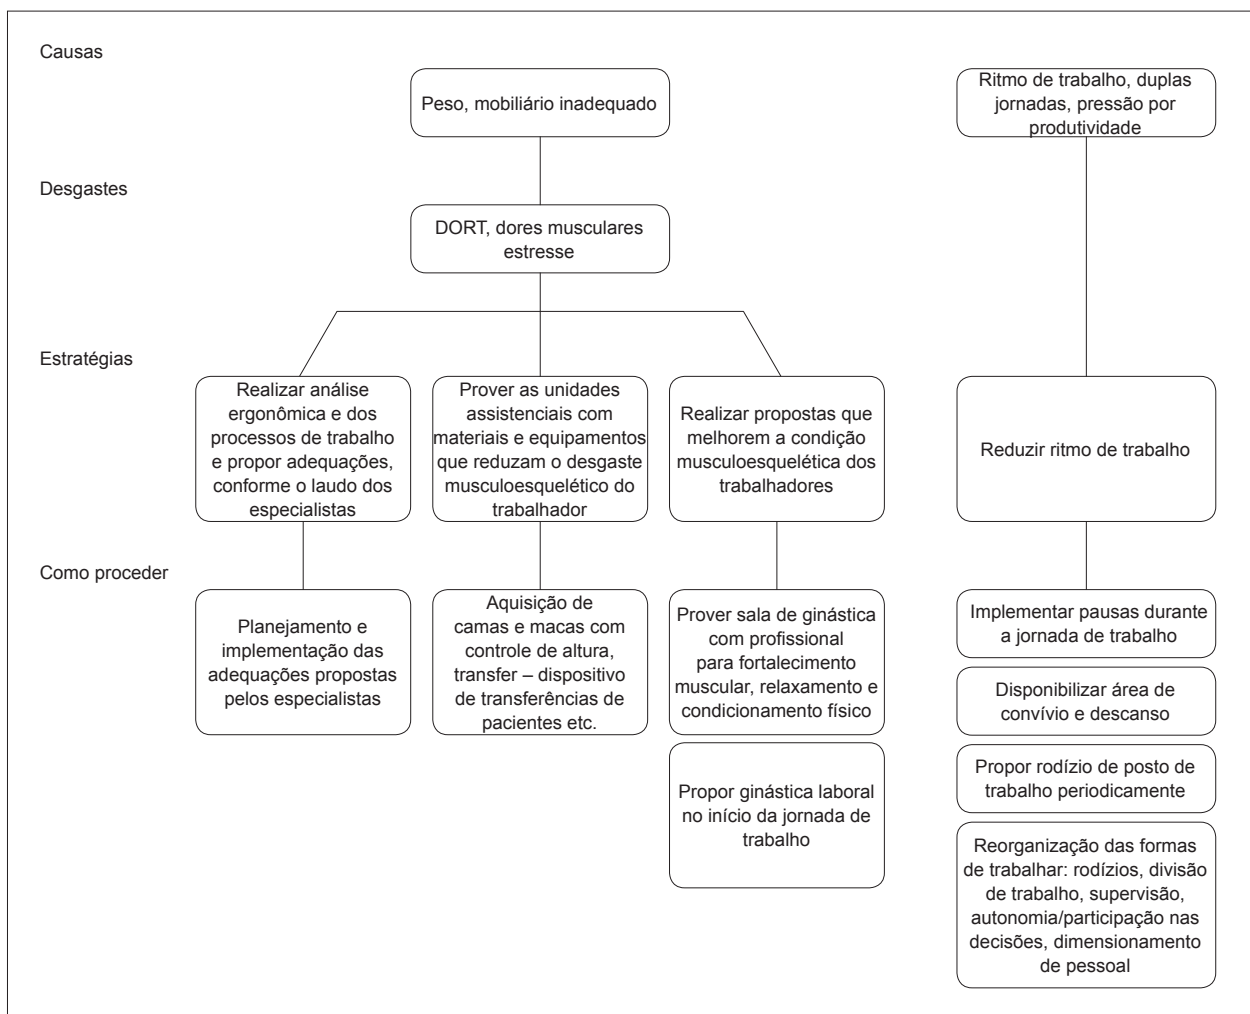 Causas
Peso, mobiliário inadequado
Ritmo de trabalho, duplas
jornadas, pressão por
produtividade
Desgastes
DORT, dores musculares
estresse
Estratégias
Realizar análise
ergonômica e dos
processos de trabalho
e propor adequações,
conforme o laudo dos
especialistas
Prover as unidades
assistenciais com
materiais e equipamentos
que reduzam o desgaste
musculoesquelético do
trabalhador
Realizar propostas que
melhorem a condição
musculoesquelética dos
trabalhadores
Reduzir ritmo de trabalho
Como proceder
Planejamento e
implementação das
adequações propostas
pelos especialistas
Aquisição de
camas e macas com
controle de altura,
transfer – dispositivo
de transferências de
pacientes etc.
Prover sala de ginástica
com profissional
para fortalecimento
muscular, relaxamento e
condicionamento físico
Propor ginástica laboral
no início da jornada de
trabalho
Implementar pausas durante
a jornada de trabalho
Disponibilizar área de
convívio e descanso
Propor rodízio de posto de
trabalho periodicamente
Reorganização das formas
de trabalhar: rodízios, divisão
de trabalho, supervisão,
autonomia/participação nas
decisões, dimensionamento
de pessoal